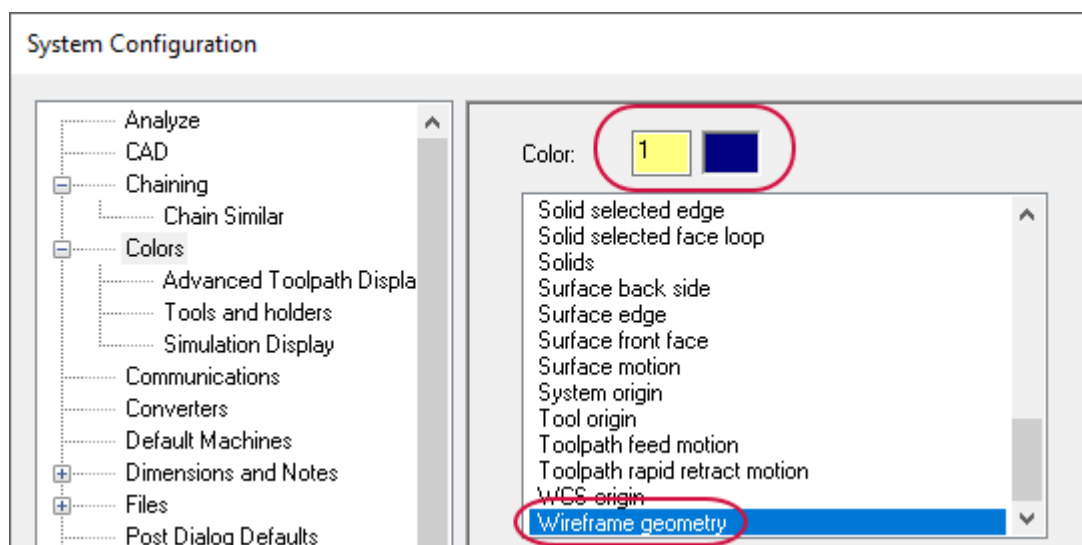 System Configuration
Analyze
CAD
Chaining
Chain Similar
Colors
Advanced Toolpath Displa
Tools and holders
Simulation Display
Communications
Converters
Default Machines
Dimensions and Notes
Files
Post Dialog Defaults
Color: 1
Solid selected edge
Solid selected face loop
Solids
Surface back side
Surface edge
Surface front face
Surface motion
System origin
Tool origin
Toolpath feed motion
Toolpath rapid retract motion
WCS origin
Wireframe geometry